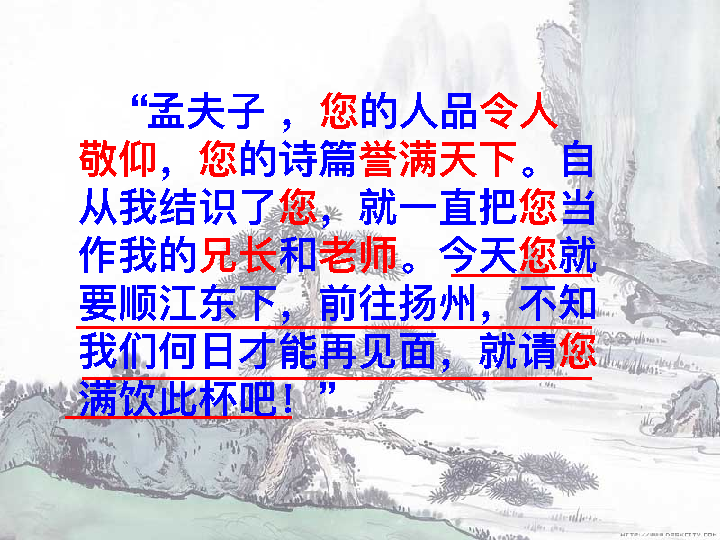 “孟夫子 ，您的人品令人
敬仰，您的诗篇誉满天下。自
从我结识了您，就一直把您当
作我的兄长和老师。今天您就
要顺江东下，前往扬州，不知
我们何日才能再见面，就请您
满饮此杯吧！”